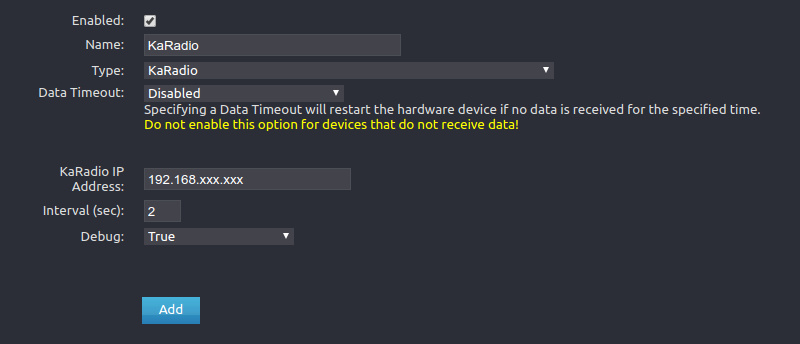 Enabled:
Name: KaRadio
Type: KaRadio
Data Timeout: Disabled
Specifying a Data Timeout will restart the hardware device if no data is received for the specified time.
Do not enable this option for devices that do not receive data!
KaRadio IP
Address: 192.168.xxx.xxx
Interval (sec): 2
Debug: True
Add